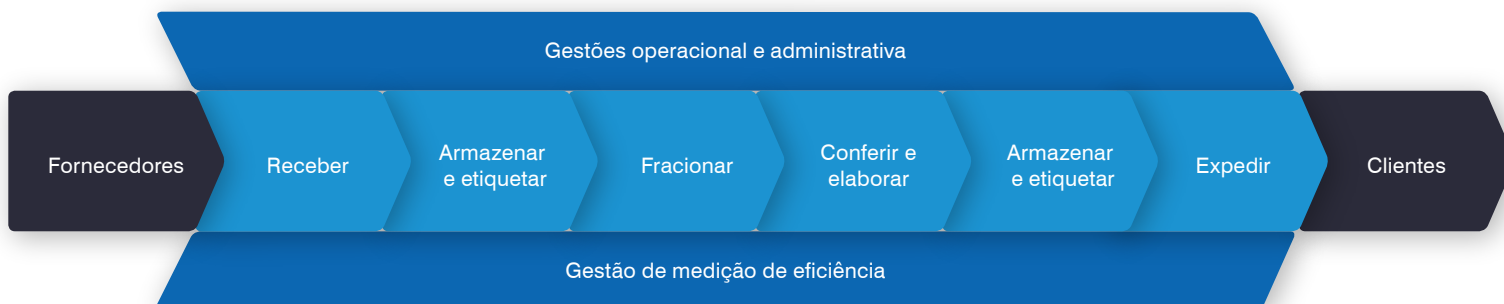 Gestões operacional e administrativa
Fornecedores
Receber
Armazenar
e etiquetar
Fracionar
Conferir e
elaborar
Armazenar
e etiquetar
Expedir
Clientes
Gestão de medição de eficiência